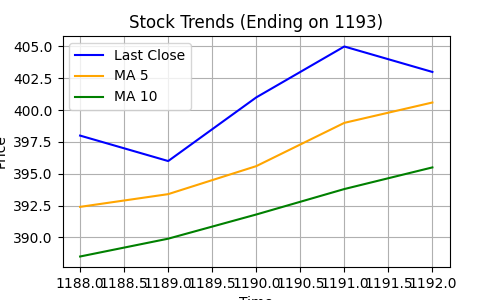 Stock Trends (Ending on 1193)
Last Close
MA 5
MA 10
405.0
402.5
400.0
397.5
395.0
392.5
390.0
Price
1188.0 1188.5 1189.0 1189.5 1190.0 1190.5 1191.0 1191.5 1192.0
Time